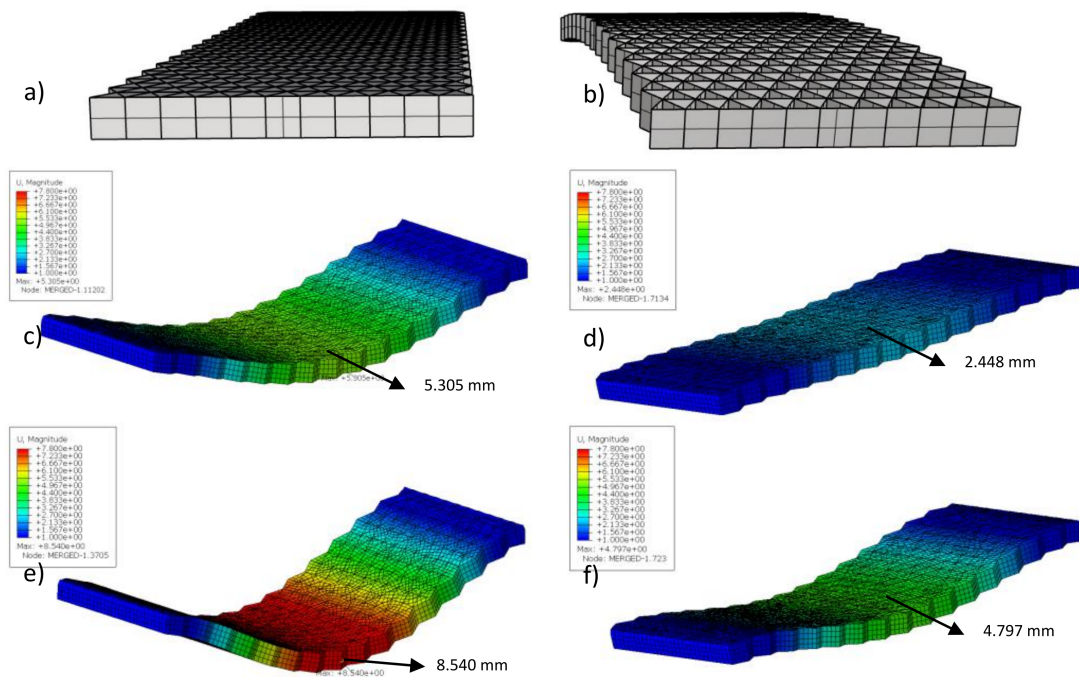 a)
b)
U, Magnitude
+7.800e+00
+7.233e+00
+6.667e+00
+6.100e+00
+5.533e+00
+4.967e+00
+4.400e+00
+3.833e+00
+3.267e+00
+2.700e+00
+2.133e+00
+1.567e+00
+1.000e+00
Max: +5.305e+00
Node: MERGED-1.11202
c)
5.305 mm
U, Magnitude
+7.800e+00
+7.233e+00
+6.667e+00
+6.100e+00
+5.533e+00
+4.967e+00
+4.400e+00
+3.833e+00
+3.267e+00
+2.700e+00
+2.133e+00
+1.567e+00
+1.000e+00
Max: +2.448e+00
Node: MERGED-1.7134
d)
2.448 mm
U, Magnitude
+7.800e+00
+7.233e+00
+6.667e+00
+6.100e+00
+5.533e+00
+4.967e+00
+4.400e+00
+3.833e+00
+3.267e+00
+2.700e+00
+2.133e+00
+1.567e+00
+1.000e+00
Max: +8.540e+00
Node: MERGED-1.3705
e)
Max: +8.540e+00
8.540 mm
U, Magnitude
+7.800e+00
+7.233e+00
+6.667e+00
+6.100e+00
+5.533e+00
+4.967e+00
+4.400e+00
+3.833e+00
+3.267e+00
+2.700e+00
+2.133e+00
+1.567e+00
+1.000e+00
Max: +4.797e+00
Node: MERGED-1.723
f)
4.797 mm